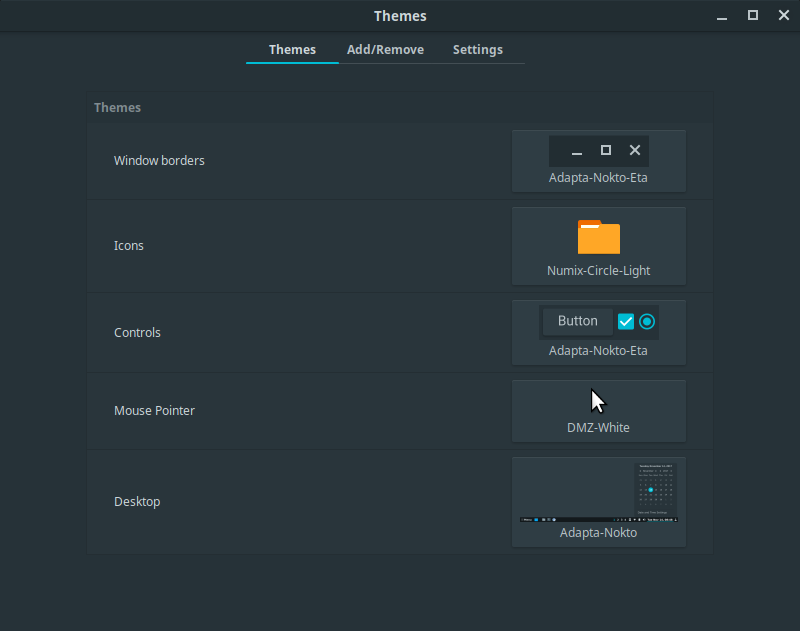 Themes
Themes Add/Remove Settings
Themes
Window borders
Adapta-Nokto-Eta
Icons
Numix-Circle-Light
Controls
Button
Adapta-Nokto-Eta
Mouse Pointer
DMZ-White
Desktop
Adapta-Nokto